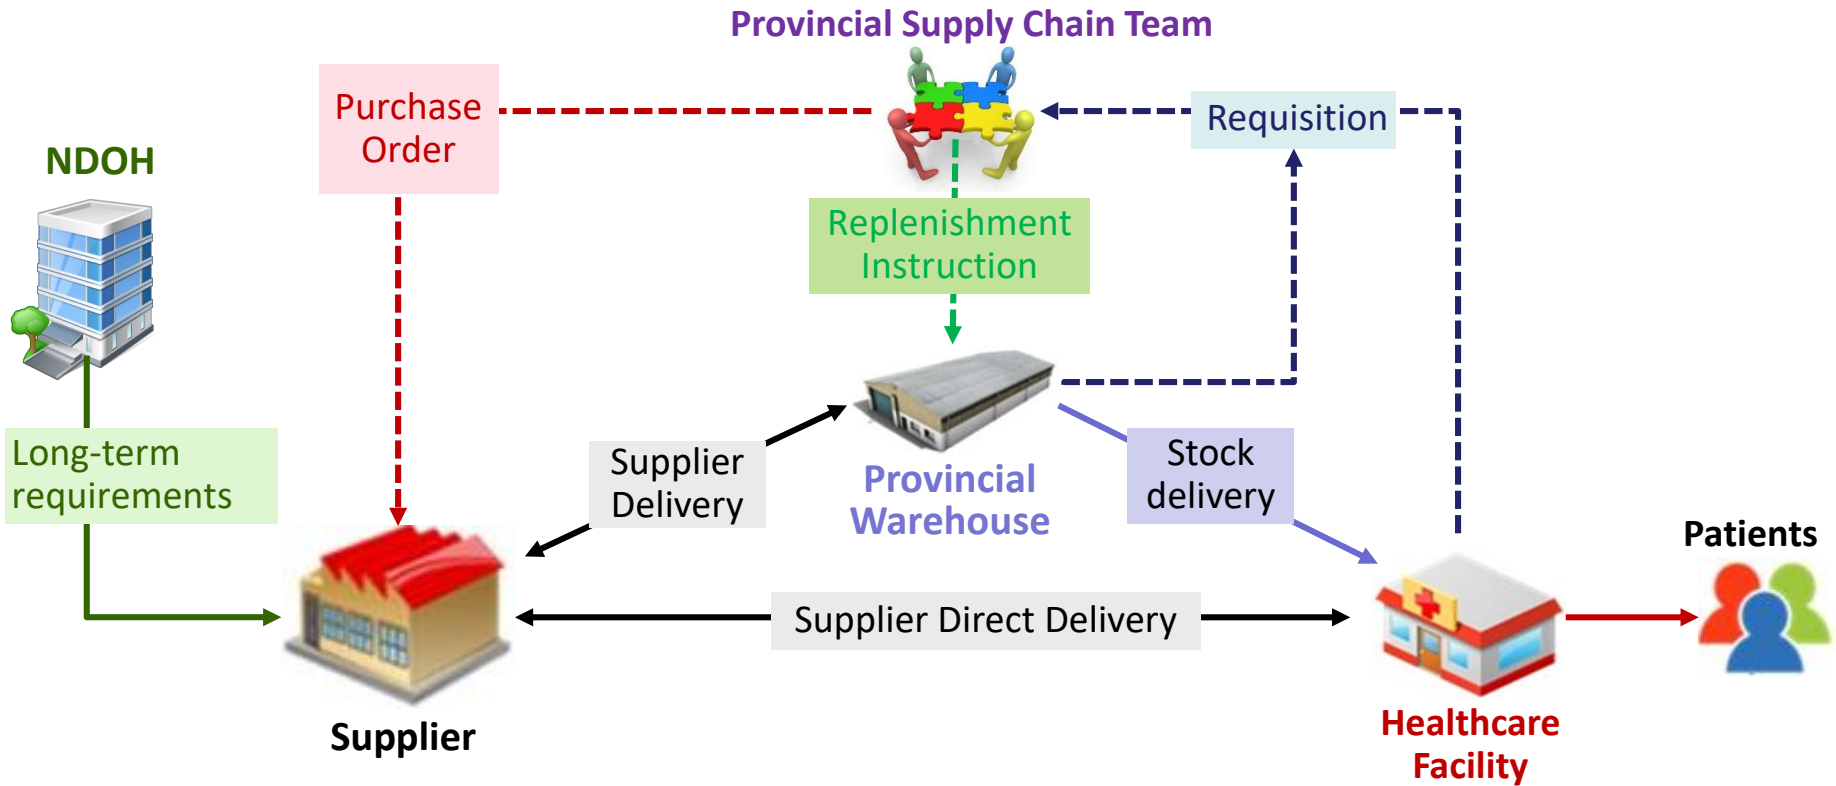 Provincial Supply Chain Team
Purchase
Order
Requisition
NDOH
Replenishment
Instruction
Long-term
requirements
Supplier
Delivery
Provincial
Warehouse
Stock
delivery
Patients
Supplier Direct Delivery
Supplier
Healthcare
Facility